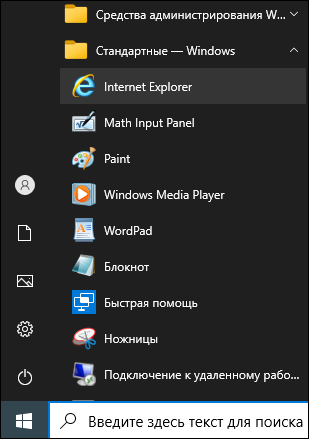 Средства администрирования W...
Стандартные — Windows
Internet Explorer
Math Input Panel
Paint
Windows Media Player
WordPad
Блокнот
Быстрая помощь
Ножницы
Подключение к удаленному рабо...
Введите здесь текст для поиска